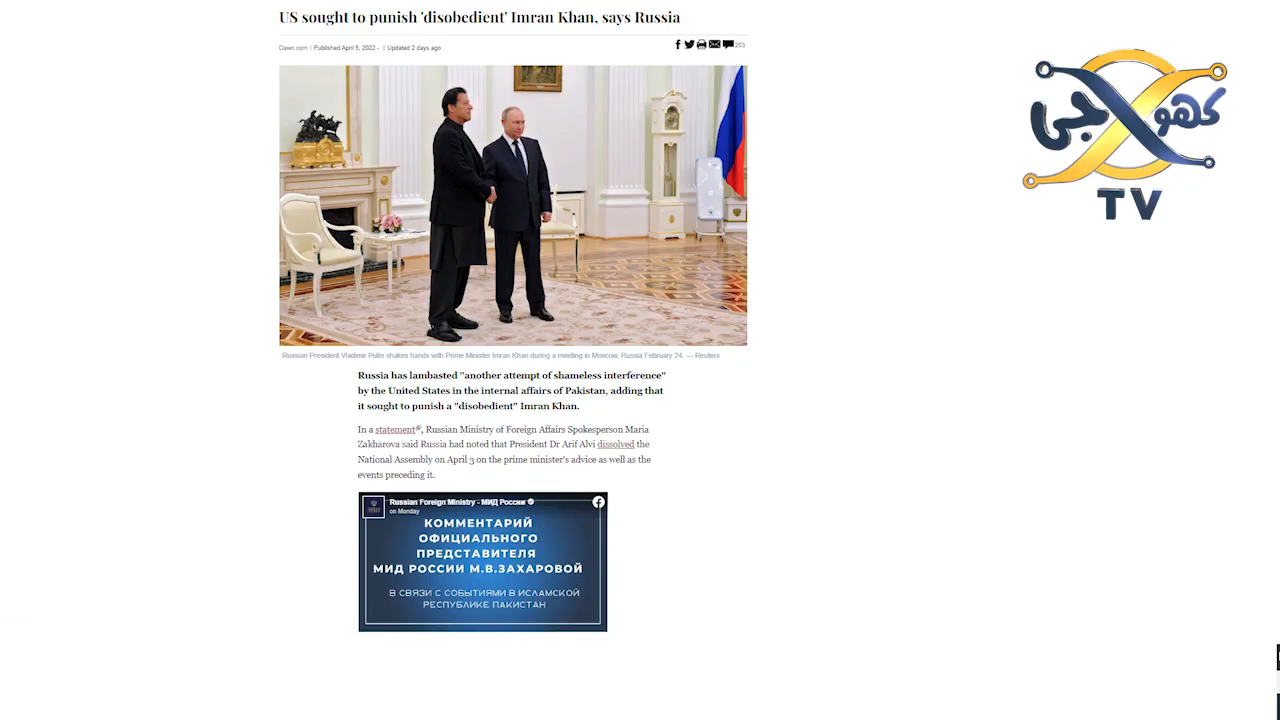 US sought to punish 'disobedient' Imran Khan, says Russia
Dawn.com | Published April 5, 2022 - | Updated 2 days ago
203
Russian President Vladimir Putin shakes hands with Prime Minister Imran Khan during a meeting in Moscow, Russia February 24. — Reuters
Russia has lambasted "another attempt of shameless interference"
by the United States in the internal affairs of Pakistan, adding that
it sought to punish a "disobedient" Imran Khan.
In a statement, Russian Ministry of Foreign Affairs Spokesperson Maria
Zakharova said Russia had noted that President Dr Arif Alvi dissolved the
National Assembly on April 3 on the prime minister's advice as well as the
events preceding it.
Russian Foreign Ministry - МИД России
on Monday
КОММЕНТАРИЙ
ОФИЦИАЛЬНОГО
ПРЕДСТАВИТЕЛЯ
МИД РОССИИ М.В.ЗАХАРОВОЙ
В СВЯЗИ С СОБЫТИЯМИ В ИСЛАМСКОЙ
РЕСПУБЛИКЕ ПАКИСТАН
کھوجی
TV